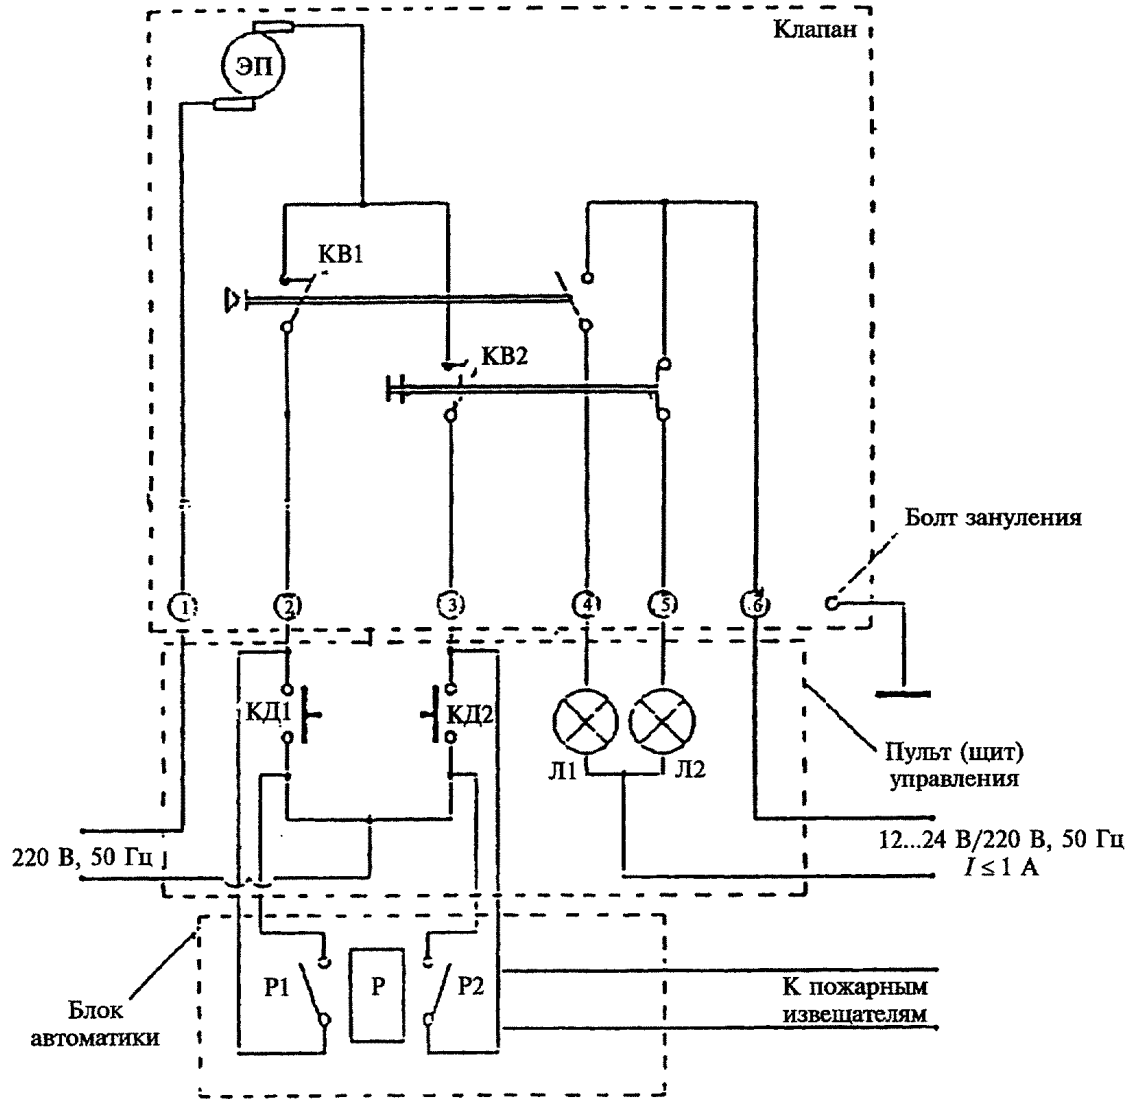 Клапан
ЭП
КВ1
КВ2
Болт зануления
1
2
3
4
5
6
КД1
КД2
Л1
Л2
Пульт (щит)
управления
220 В, 50 Гц
12...24 В/220 В, 50 Гц
I ≤ 1 А
Р1
Р
Р2
К пожарным
извещателям
Блок
автоматики